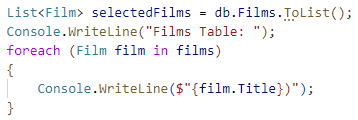 List<Film> selectedFilms = db.Films.ToList();
Console.WriteLine("Films Table: ");
foreach (Film film in films)
{
    Console.WriteLine($"{film.Title})");
}